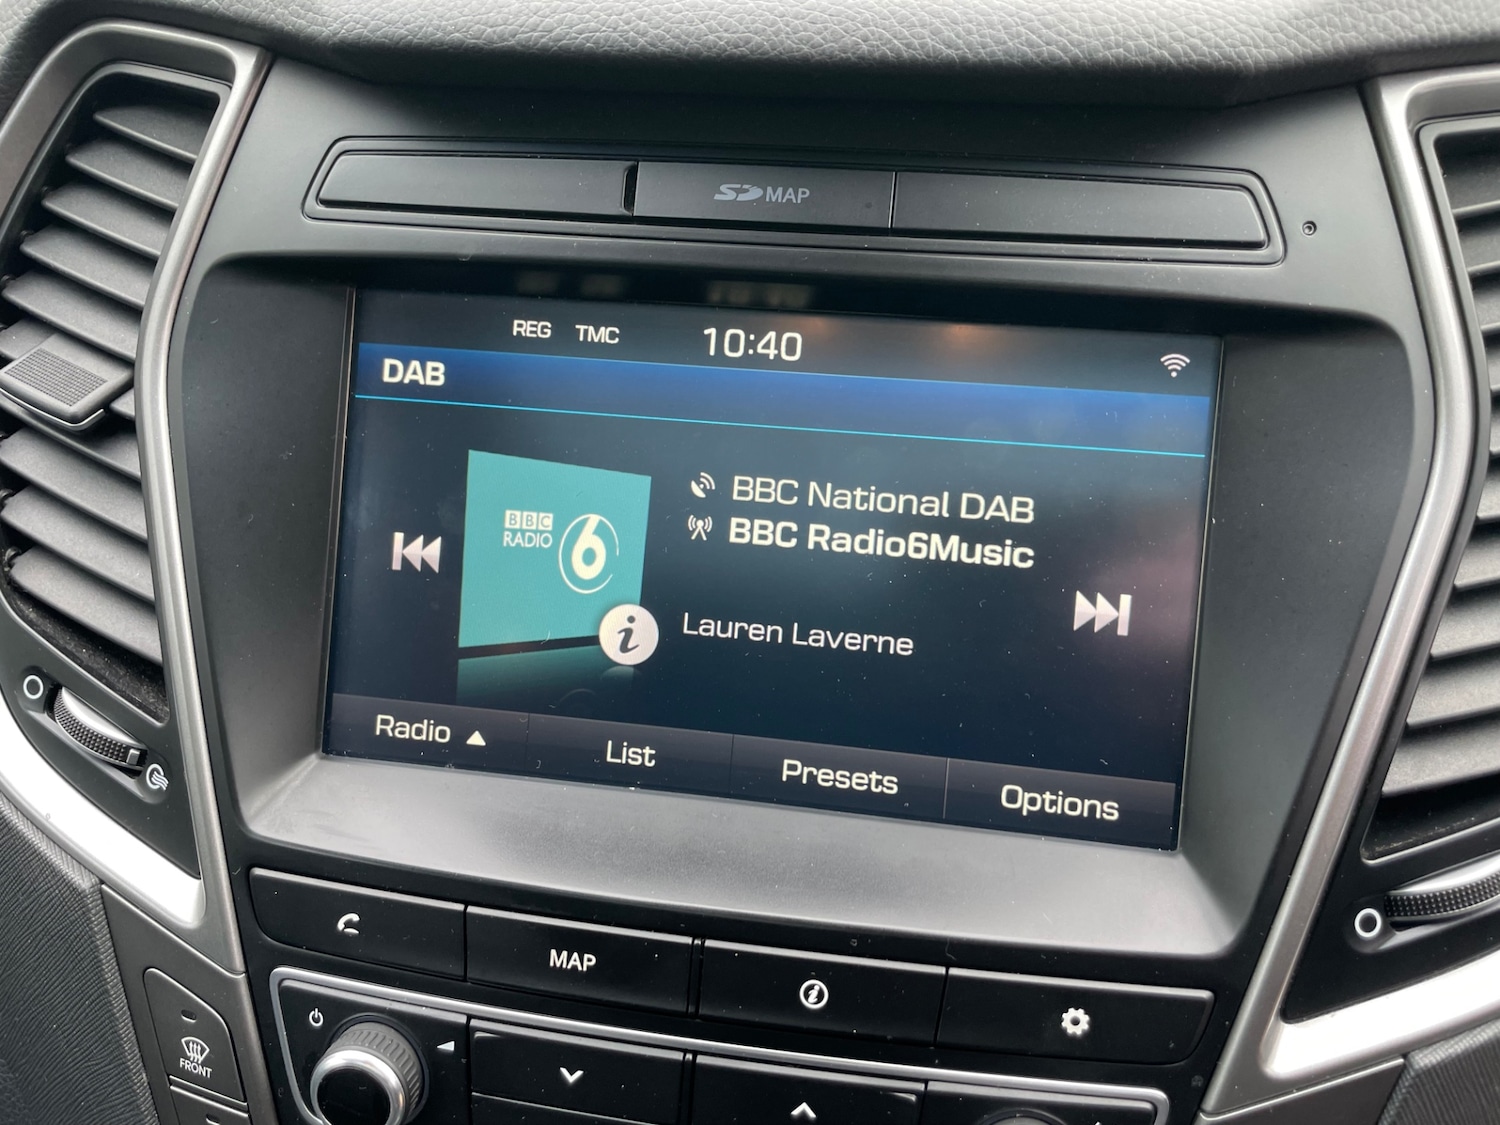 SD MAP
REG TMC 10:40
DAB
BBC National DAB
BBC Radio6Music
BBC
RADIO 6
i
Lauren Laverne
Radio List Presets Options
MAP
i
FRONT